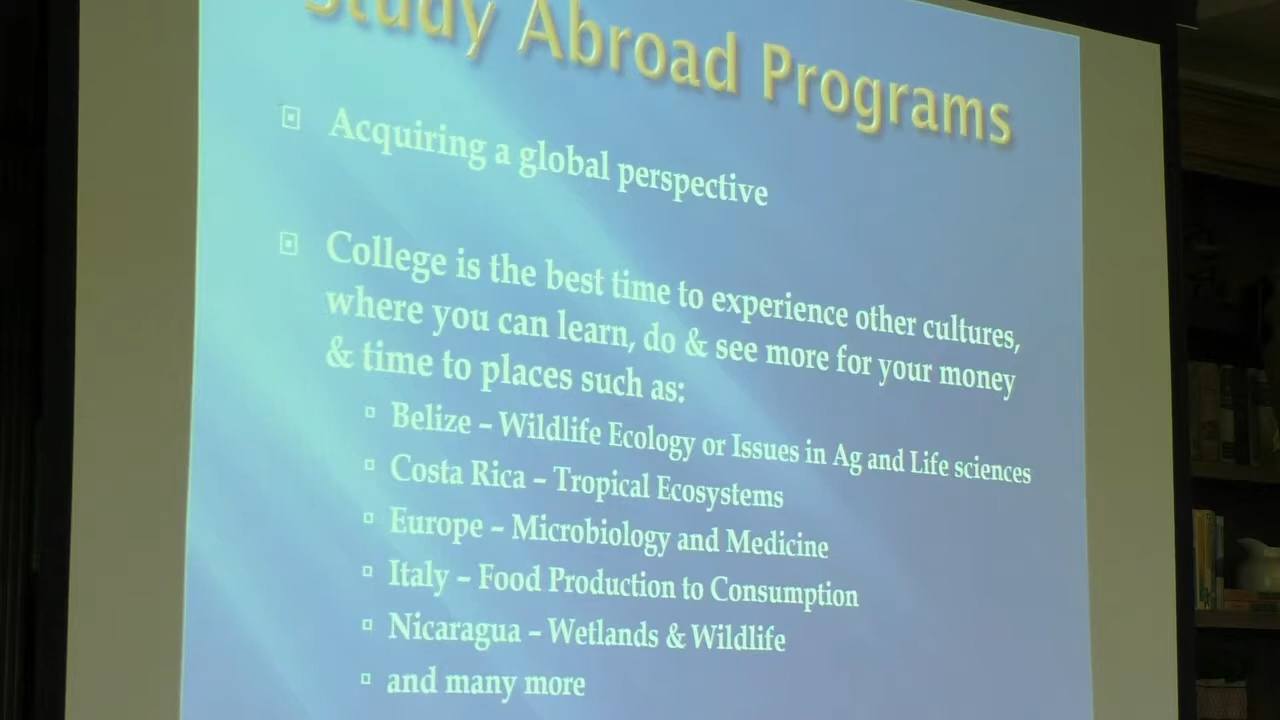 Study Abroad Programs
Acquiring a global perspective
College is the best time to experience other cultures,
where you can learn, do & see more for your money
& time to places such as:
Belize – Wildlife Ecology or Issues in Ag and Life sciences
Costa Rica – Tropical Ecosystems
Europe – Microbiology and Medicine
Italy – Food Production to Consumption
Nicaragua – Wetlands & Wildlife
and many more